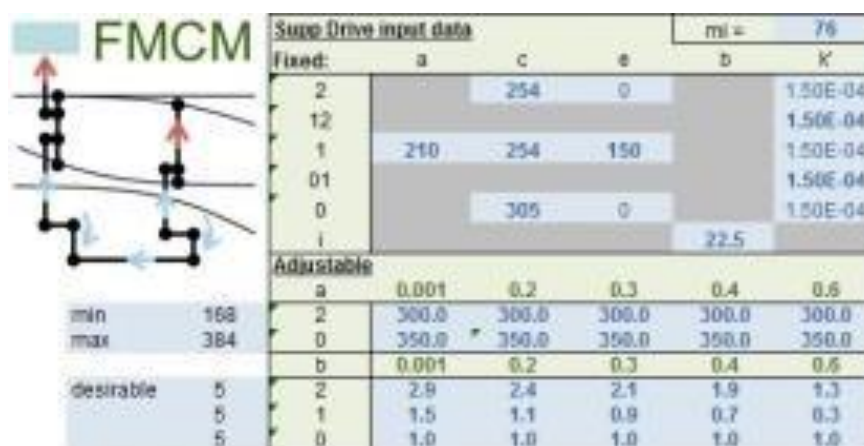 FMCM
Supp Drive input data mi = 76
Fixed: a c e b k'
2 254 0 1.50E-04
12 1.50E-04
1 210 254 150 1.50E-04
01 1.50E-04
0 305 0 1.50E-04
i 22.5
Adjustable
a 0.001 0.2 0.3 0.4 0.6
min 168 2 300.0 300.0 300.0 300.0 300.0
max 384 0 350.0 350.0 350.0 350.0 350.0
b 0.001 0.2 0.3 0.4 0.6
desirable 5 2 2.9 2.4 2.1 1.9 1.3
5 1 1.5 1.1 0.9 0.7 0.3
5 0 1.0 1.0 1.0 1.0 1.0